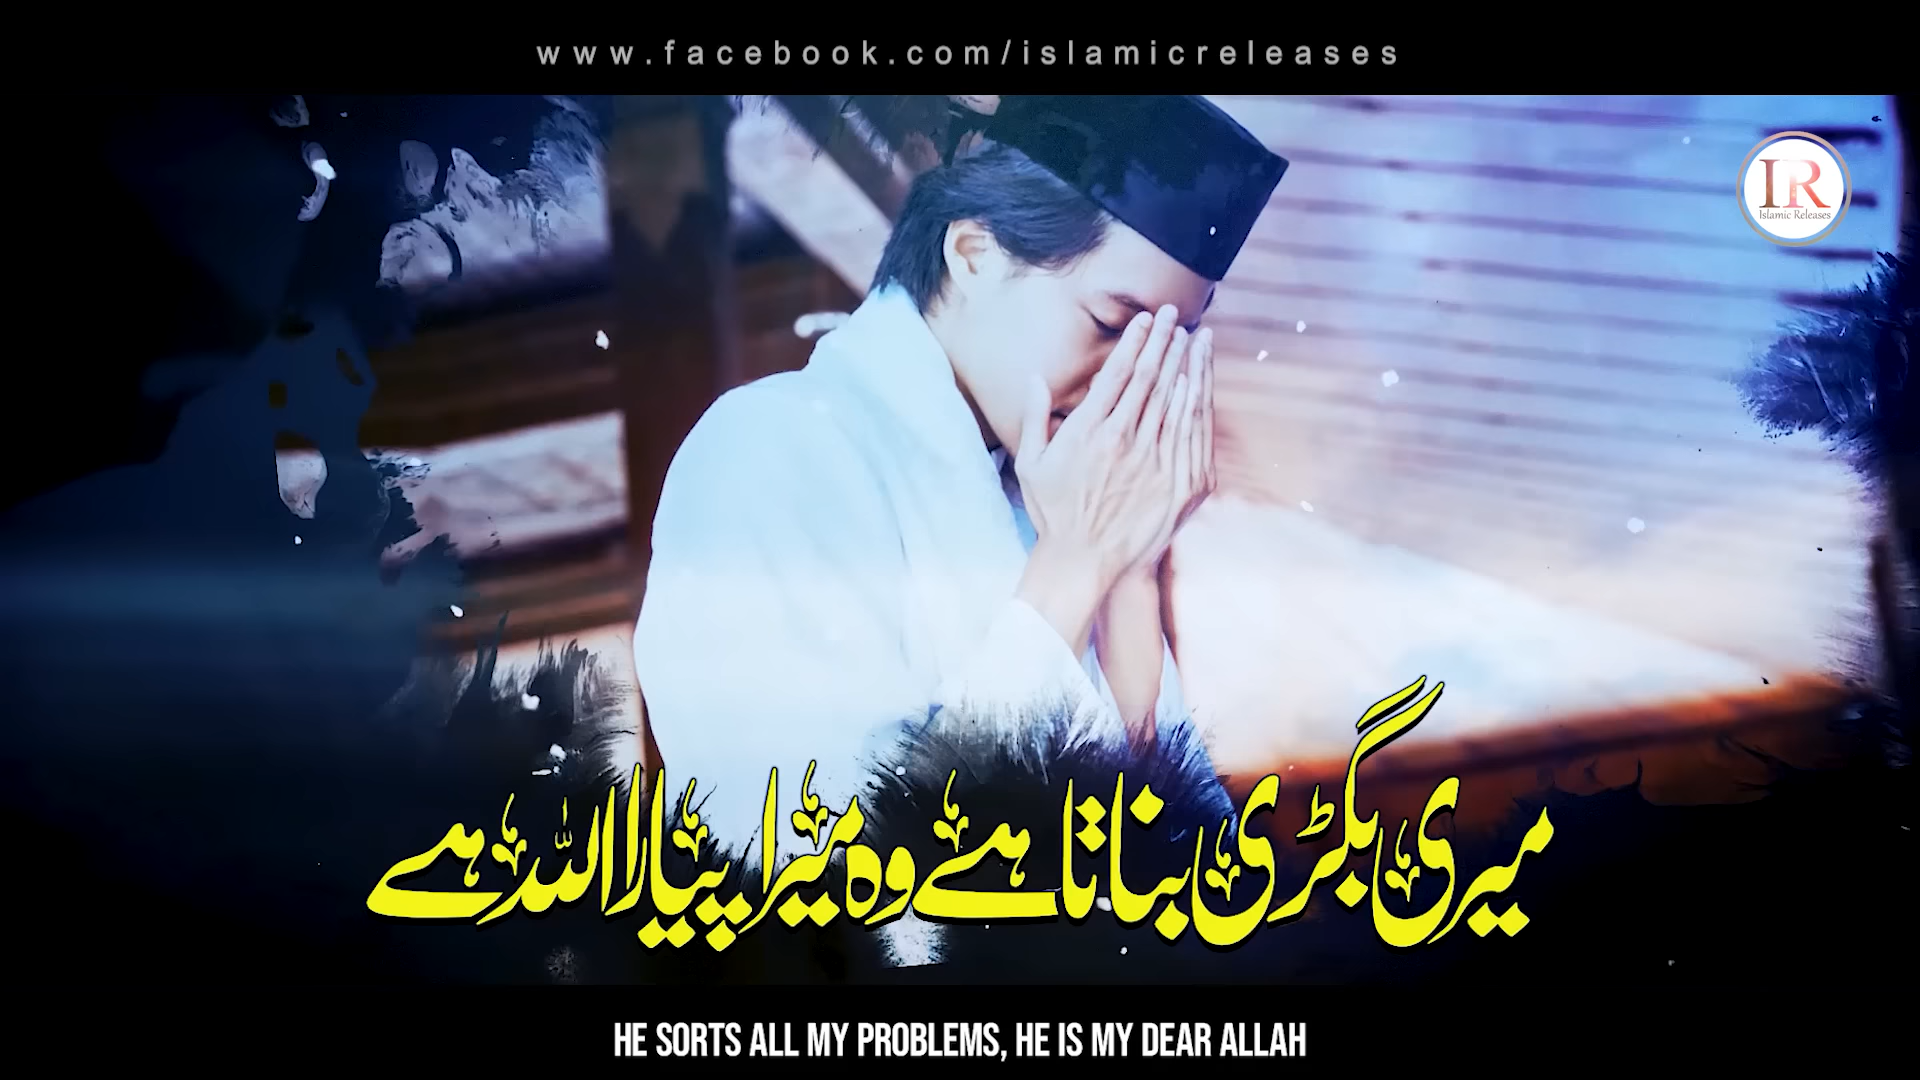 www.facebook.com/islamicreleases
IR
Islamic Releases
میری بگڑی بناتا ہے وہ میرا پیارا اللہ ہے
HE SORTS ALL MY PROBLEMS, HE IS MY DEAR ALLAH